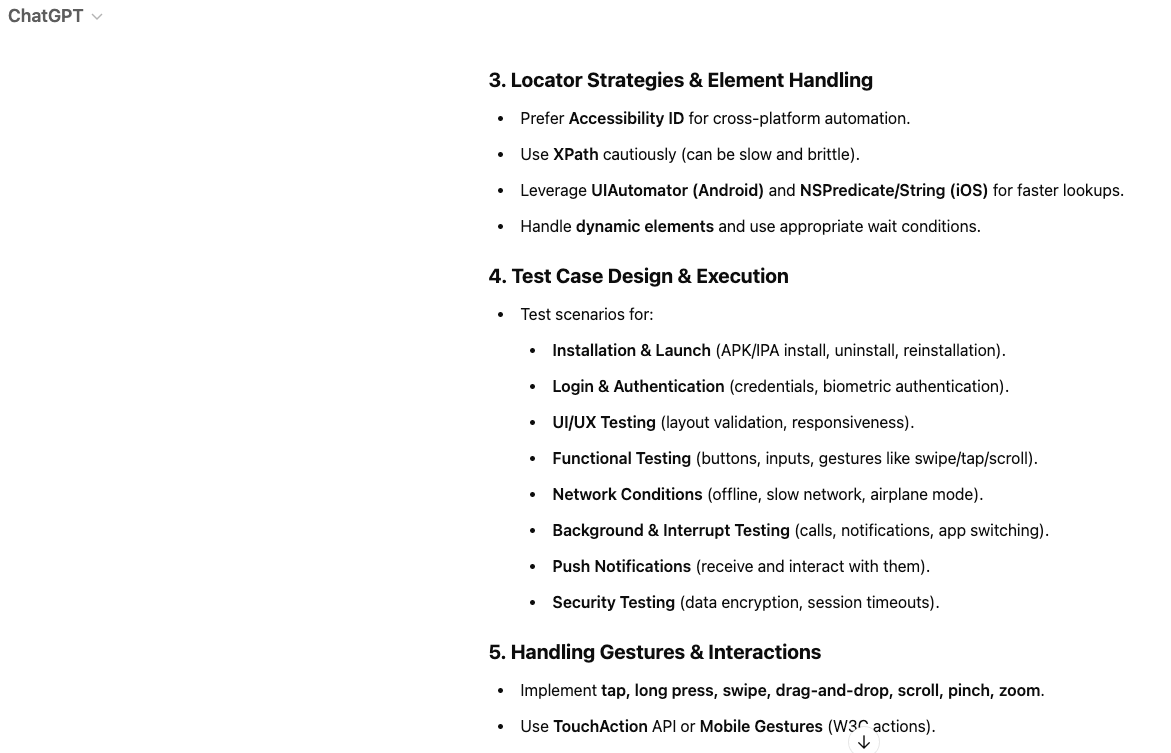 ChatGPT
3. Locator Strategies & Element Handling
• Prefer Accessibility ID for cross-platform automation.
• Use XPath cautiously (can be slow and brittle).
• Leverage UIAutomator (Android) and NSPredicate/String (iOS) for faster lookups.
• Handle dynamic elements and use appropriate wait conditions.
4. Test Case Design & Execution
• Test scenarios for:
• Installation & Launch (APK/IPA install, uninstall, reinstallation).
• Login & Authentication (credentials, biometric authentication).
• UI/UX Testing (layout validation, responsiveness).
• Functional Testing (buttons, inputs, gestures like swipe/tap/scroll).
• Network Conditions (offline, slow network, airplane mode).
• Background & Interrupt Testing (calls, notifications, app switching).
• Push Notifications (receive and interact with them).
• Security Testing (data encryption, session timeouts).
5. Handling Gestures & Interactions
• Implement tap, long press, swipe, drag-and-drop, scroll, pinch, zoom.
• Use TouchAction API or Mobile Gestures (W3C actions).